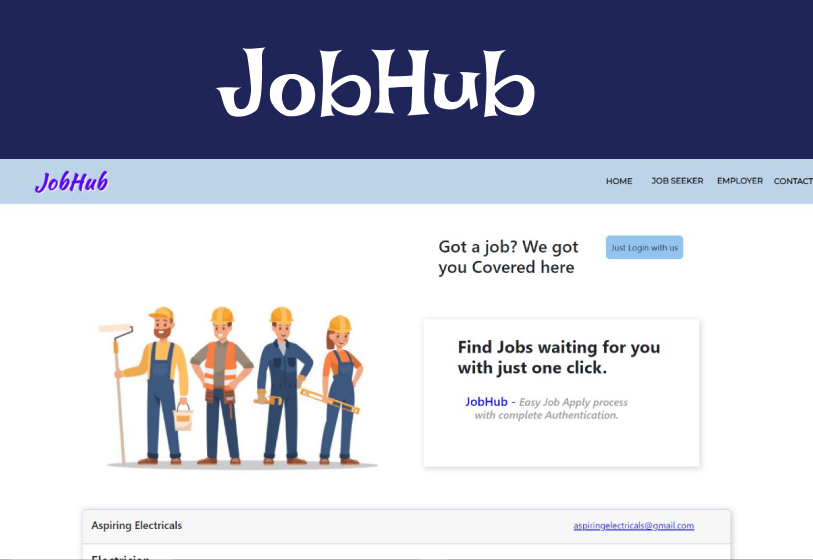 JobHub
JobHub
HOME JOB SEEKER EMPLOYER CONTACT
Got a job? We got
you Covered here
Just Login with us
Find Jobs waiting for you
with just one click.
JobHub - Easy Job Apply process
with complete Authentication.
Aspiring Electricals aspiringelectricals@gmail.com
Electrician